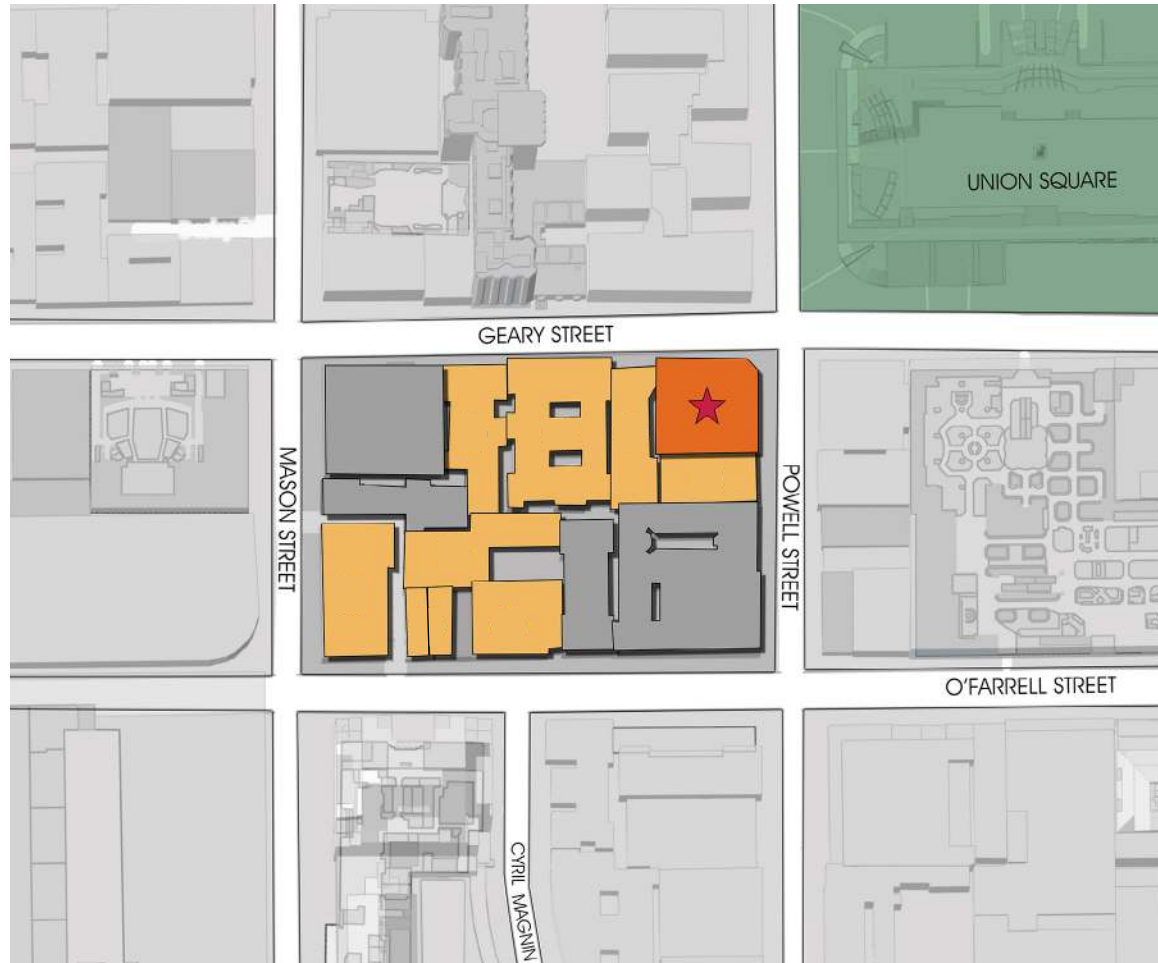 UNION SQUARE
GEARY STREET
MASON STREET
POWELL STREET
O'FARRELL STREET
CYRIL MAGNIN